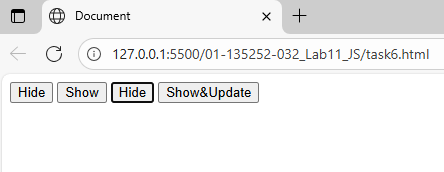 Document
127.0.0.1:5500/01-135252-032_Lab11_JS/task6.html
Hide Show Hide Show&Update